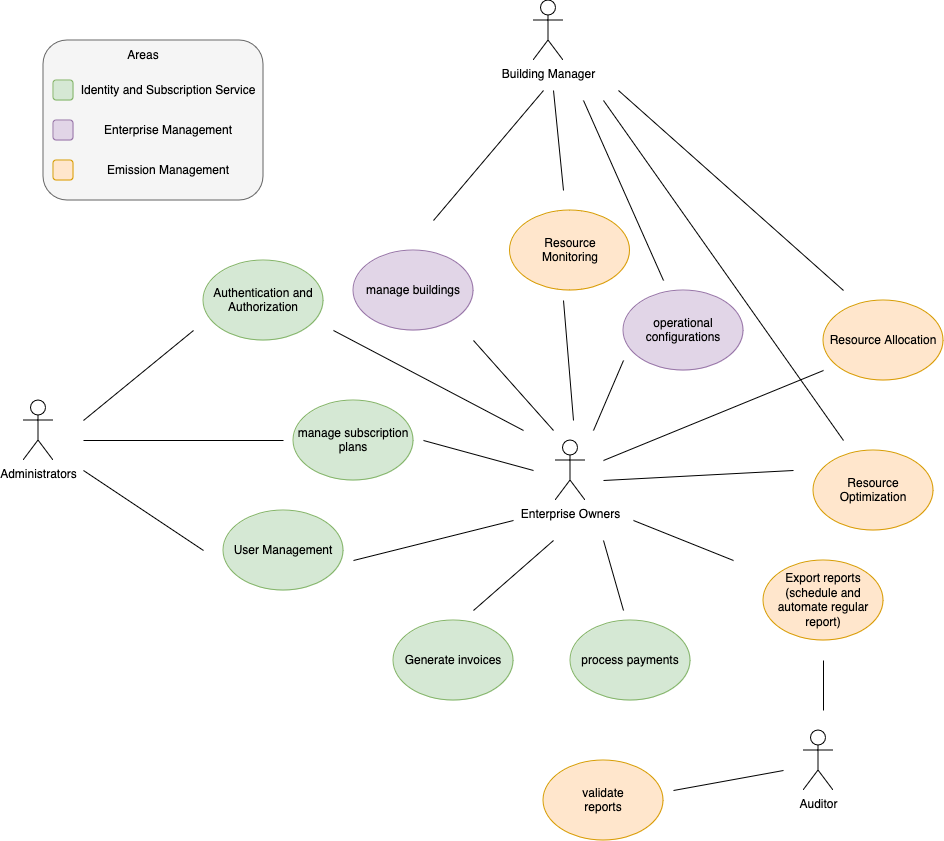 Areas
Identity and Subscription Service
Enterprise Management
Emission Management
Building Manager
Resource
Monitoring
manage buildings
Authentication and
Authorization
operational
configurations
Resource Allocation
manage subscription
plans
Administrators
Enterprise Owners
Resource
Optimization
User Management
Export reports
(schedule and
automate regular
report)
Generate invoices
process payments
validate
reports
Auditor